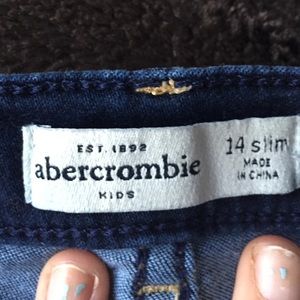 EST. 1892
abercrombie
KIDS
14 slim
MADE
IN CHINA